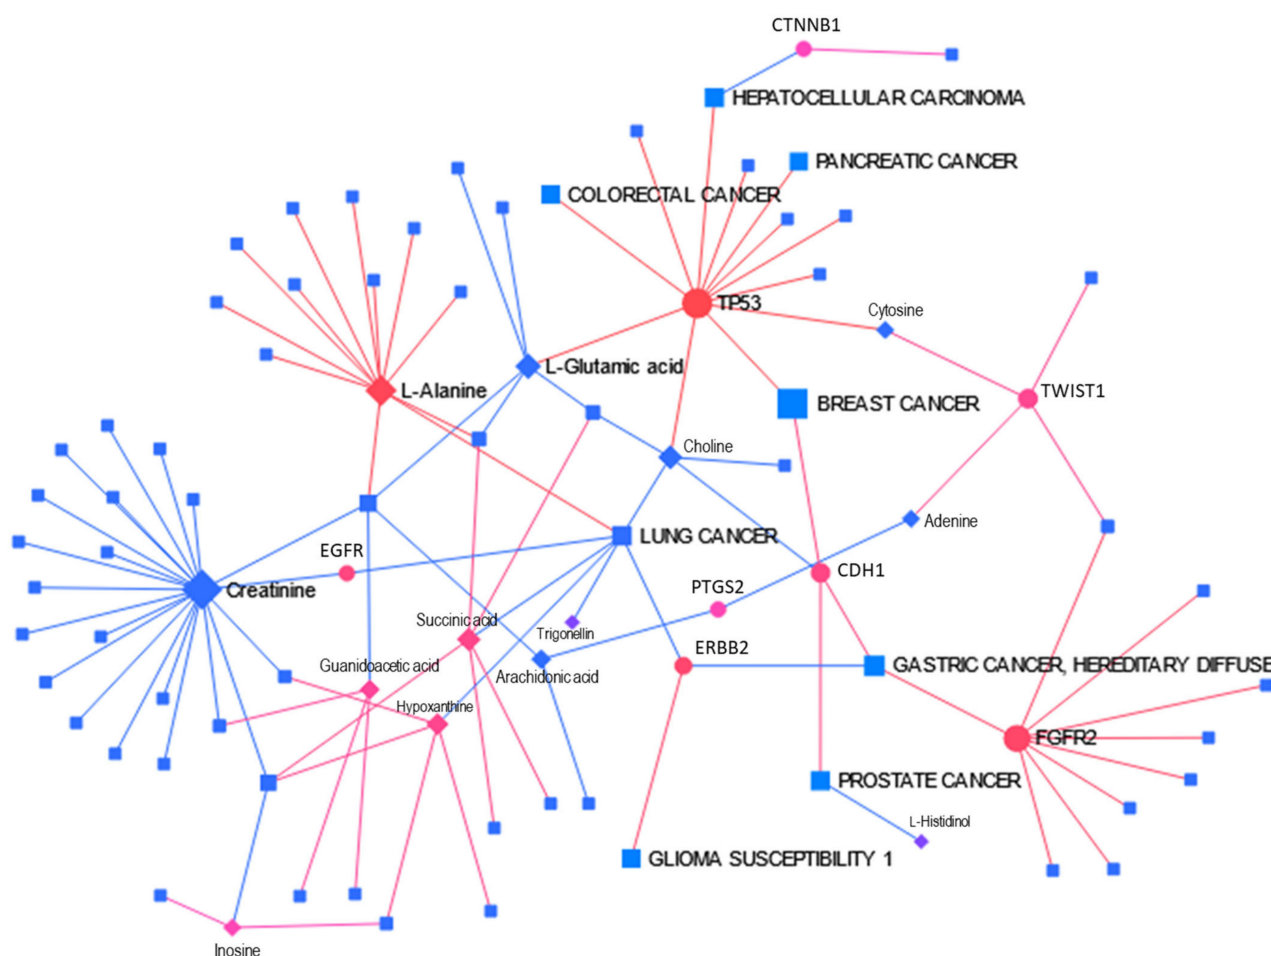 CTNNB1
HEPATOCELLULAR CARCINOMA
PANCREATIC CANCER
COLORECTAL CANCER
TP53
Cytosine
L-Glutamic acid
L-Alanine
BREAST CANCER
TWIST1
Choline
Adenine
LUNG CANCER
EGFR
CDH1
PTGS2
Creatinine
Succinic acid
Trigonellin
ERBB2
Guanidoacetic acid
Arachidonic acid
GASTRIC CANCER, HEREDITARY DIFFUSE
Hypoxanthine
FGFR2
PROSTATE CANCER
L-Histidinol
GLIOMA SUSCEPTIBILITY 1
Inosine